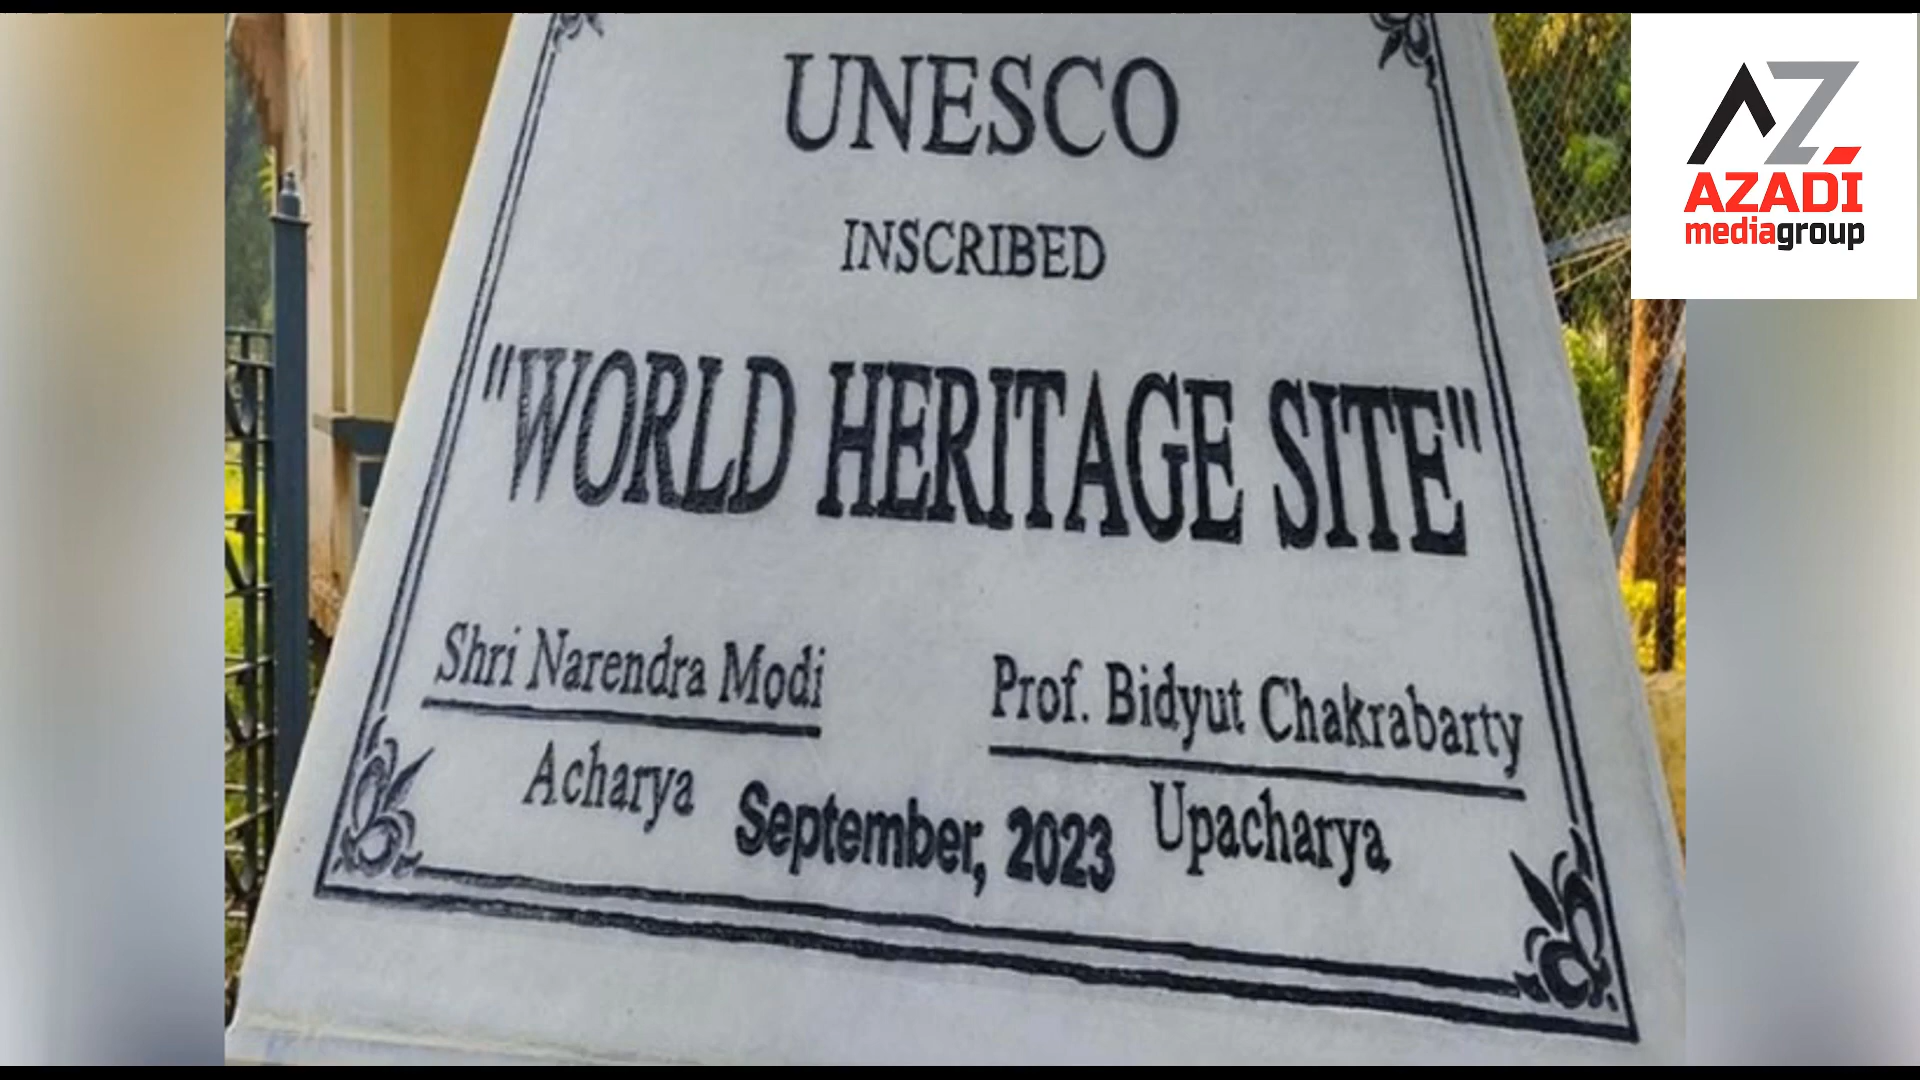 UNESCO
INSCRIBED
"WORLD HERITAGE SITE"
Shri Narendra Modi
Acharya
Prof. Bidyut Chakrabarty
Upacharya
September, 2023
AZ
AZADI
mediagroup